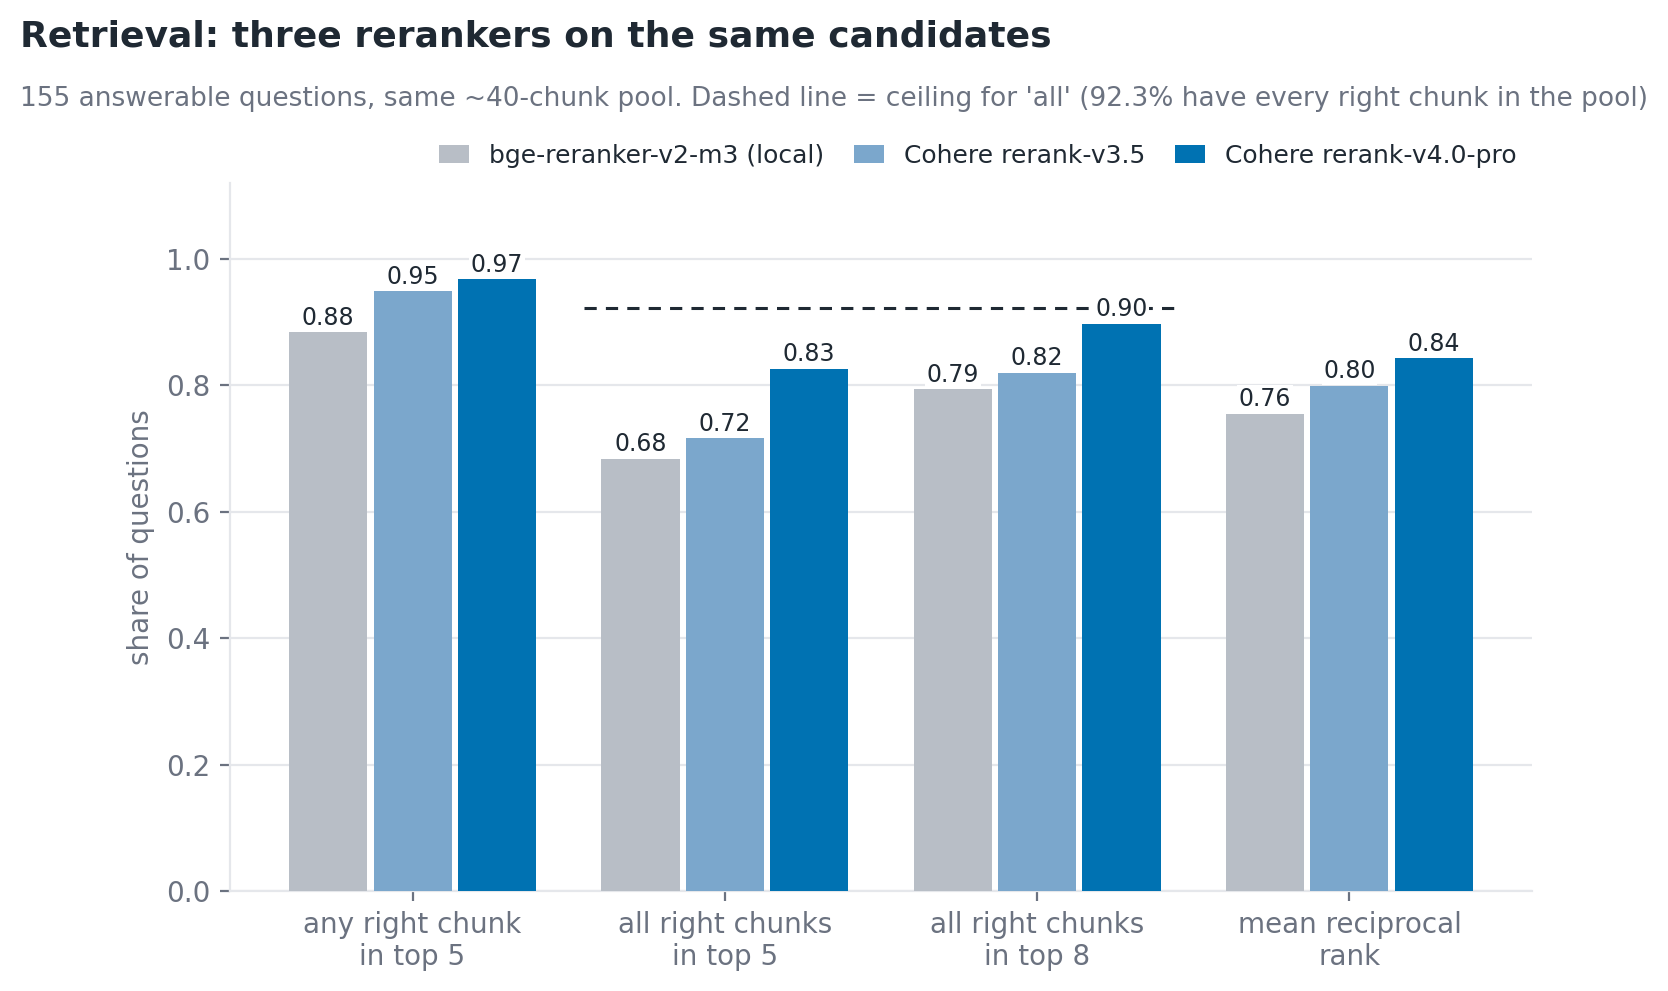 Retrieval: three rerankers on the same candidates
155 answerable questions, same ~40-chunk pool. Dashed line = ceiling for 'all' (92.3% have every right chunk in the pool)
bge-reranker-v2-m3 (local) Cohere rerank-v3.5 Cohere rerank-v4.0-pro
share of questions
1.0
0.8
0.6
0.4
0.2
0.0
0.88 0.95 0.97
0.68 0.72 0.83
0.79 0.82 0.90
0.76 0.80 0.84
any right chunk
in top 5
all right chunks
in top 5
all right chunks
in top 8
mean reciprocal
rank